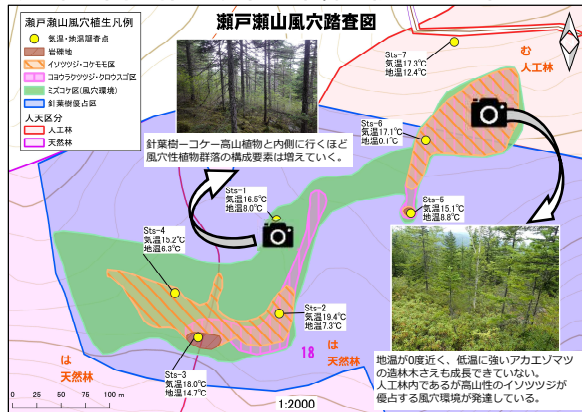 瀬戸瀬山風穴踏査図
瀬戸瀬山風穴植生凡例
気温・地温調査点
岩礫地
イソツツジ・コケモモ区
コヨウラクツツジ・クロウスゴ区
ミズゴケ区(風穴環境)
針葉樹優占区
人天区分
人工林
天然林
針葉樹ーコケー高山植物と内側に行くほど
風穴性植物群落の構成要素は増えていく。
Sts-7
気温17.3℃
地温12.4℃
む
人工林
Sts-6
気温17.1℃
地温0.1℃
Sts-1
気温16.5℃
地温8.0℃
Sts-5
気温15.1℃
地温8.8℃
Sts-4
気温15.2℃
地温6.3℃
Sts-2
気温19.4℃
地温7.3℃
は
天然林
18
は
天然林
Sts-3
気温18.0℃
地温14.7℃
地温が0度近く、低温に強いアカエゾマツ
の造林木さえも成長できていない。
人工林内であるが高山性のイソツツジが
優占する風穴環境が発達している。
0 25 50 100 m
1:2000